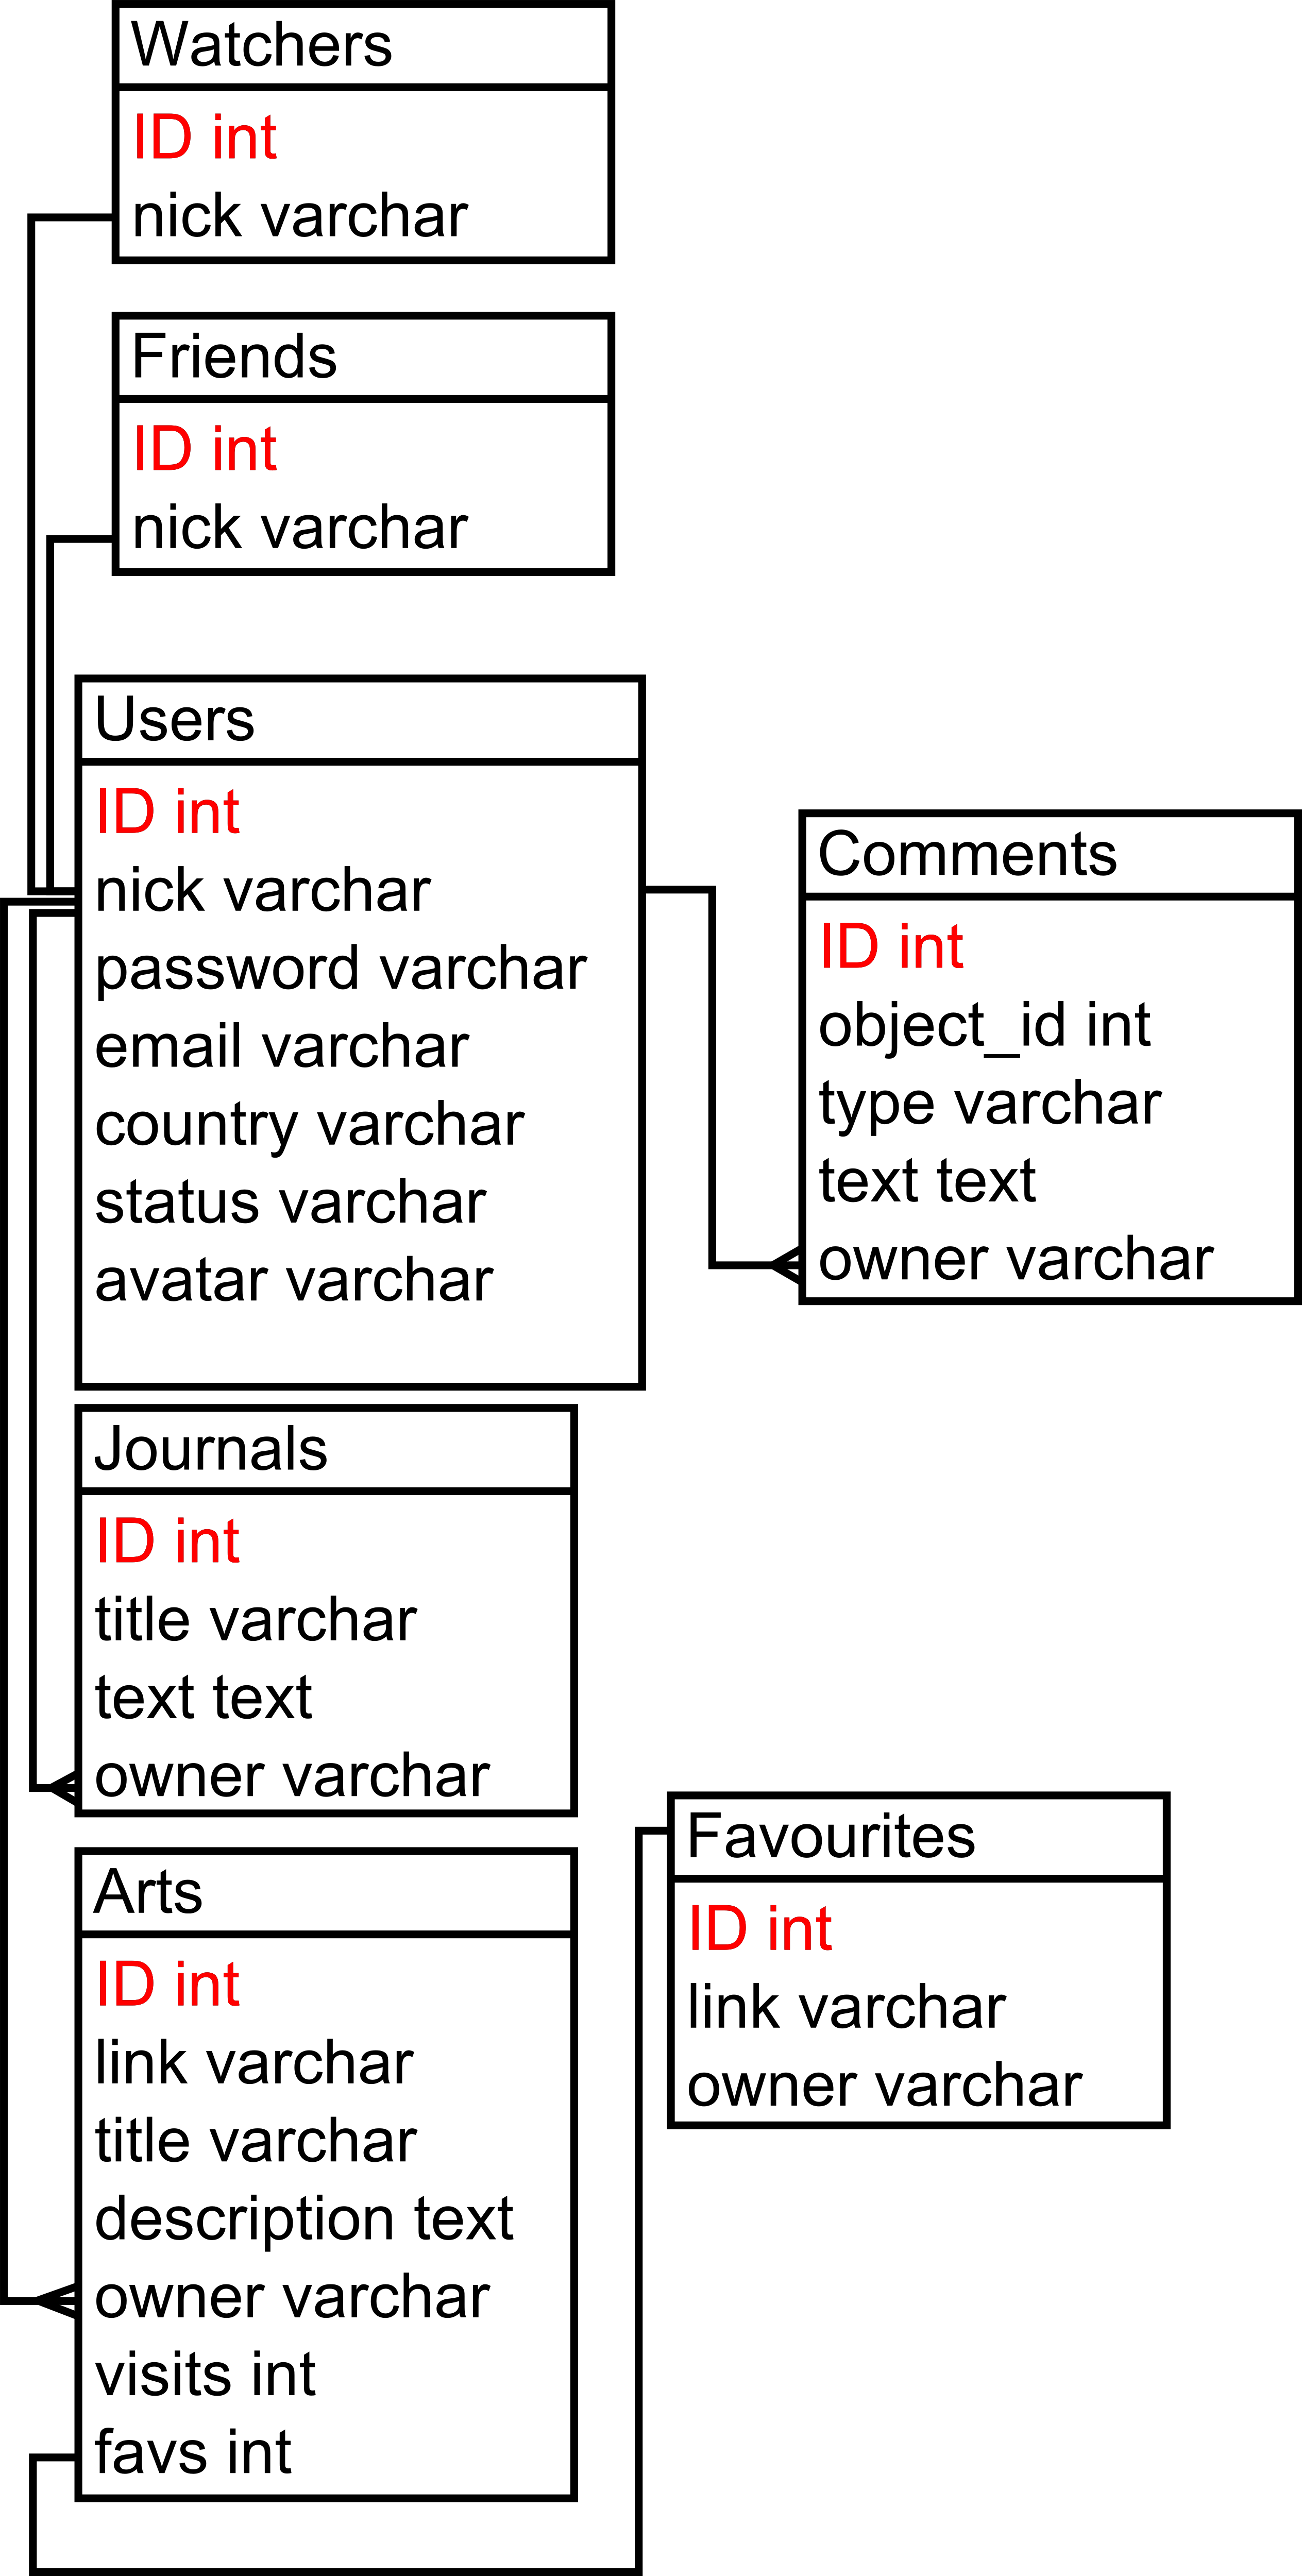 Watchers
ID int
nick varchar
Friends
ID int
nick varchar
Users
ID int
nick varchar
password varchar
email varchar
country varchar
status varchar
avatar varchar
Comments
ID int
object_id int
type varchar
text text
owner varchar
Journals
ID int
title varchar
text text
owner varchar
Arts
ID int
link varchar
title varchar
description text
owner varchar
visits int
favs int
Favourites
ID int
link varchar
owner varchar